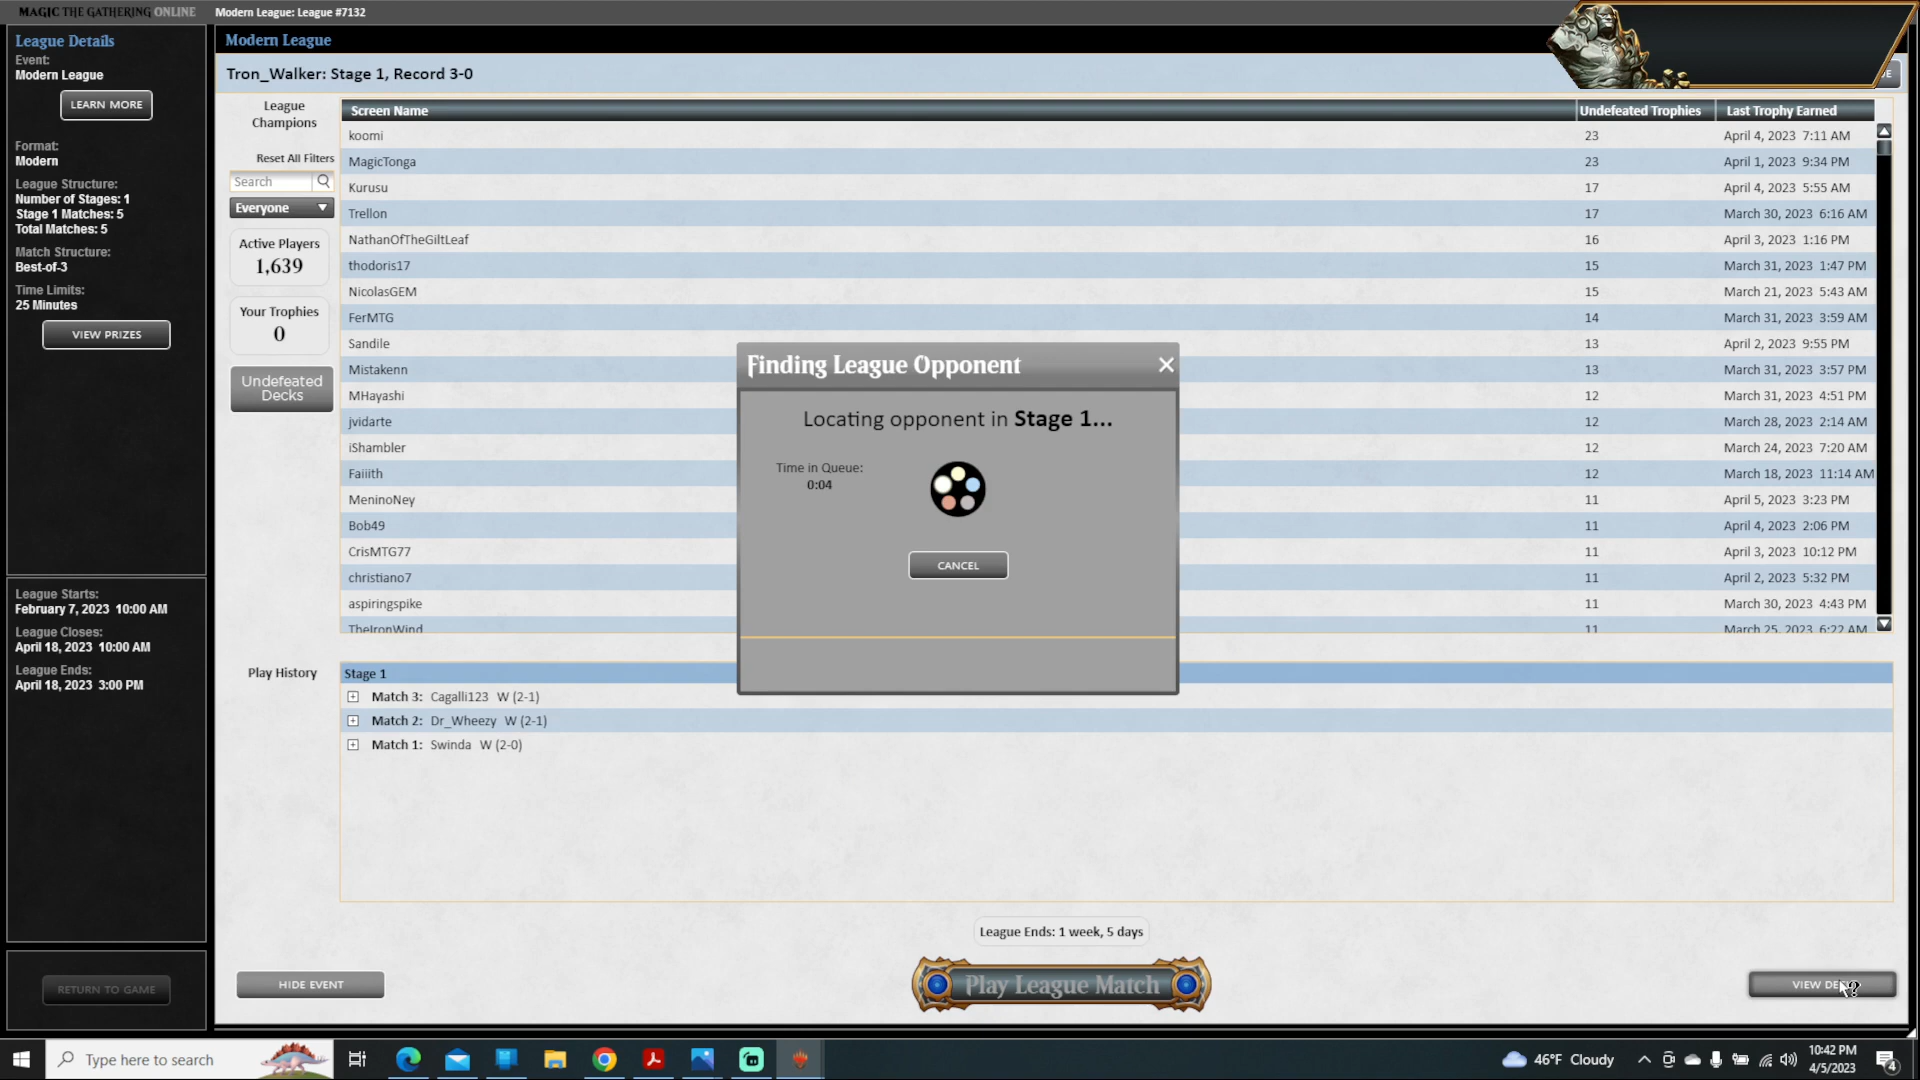 MAGIC THE GATHERING ONLINE
Modern League: League #7132
League Details
Event:
Modern League
LEARN MORE
Format:
Modern
League Structure:
Number of Stages: 1
Stage 1 Matches: 5
Total Matches: 5
Match Structure:
Best-of-3
Time Limits:
25 Minutes
VIEW PRIZES
League Starts:
February 7, 2023 10:00 AM
League Closes:
April 18, 2023 10:00 AM
League Ends:
April 18, 2023 3:00 PM
RETURN TO GAME
Modern League
Tron_Walker: Stage 1, Record 3-0
League
Champions
Reset All Filters
Search
Everyone
Active Players
1,639
Your Trophies
0
Undefeated
Decks
Screen Name Undefeated Trophies Last Trophy Earned
koomi 23 April 4, 2023 7:11 AM
MagicTonga 23 April 1, 2023 9:34 PM
Kurusu 17 April 4, 2023 5:55 AM
Trellon 17 March 30, 2023 6:16 AM
NathanOfTheGiltLeaf 16 April 3, 2023 1:16 PM
thodoris17 15 March 31, 2023 1:47 PM
NicolasGEM 15 March 21, 2023 5:43 AM
FerMTG 14 March 31, 2023 3:59 AM
Sandile 13 April 2, 2023 9:55 PM
Mistakenn 13 March 31, 2023 3:57 PM
MHayashi 12 March 31, 2023 4:51 PM
jvidarte 12 March 28, 2023 2:14 AM
iShambler 12 March 24, 2023 7:20 AM
Faiiith 12 March 18, 2023 11:14 AM
MeninoNey 11 April 5, 2023 3:23 PM
Bob49 11 April 4, 2023 2:06 PM
CrisMTG77 11 April 3, 2023 10:12 PM
christiano7 11 April 2, 2023 5:32 PM
aspiringspike 11 March 30, 2023 4:43 PM
TheIronWind 11 March 25, 2023 6:22 AM
Finding League Opponent
Locating opponent in Stage 1...
Time in Queue:
0:04
CANCEL
Play History
Stage 1
Match 3: Cagalli123 W (2-1)
Match 2: Dr_Wheezy W (2-1)
Match 1: Swinda W (2-0)
League Ends: 1 week, 5 days
HIDE EVENT
Play League Match
VIEW
Type here to search
46°F Cloudy
10:42 PM
4/5/2023
4